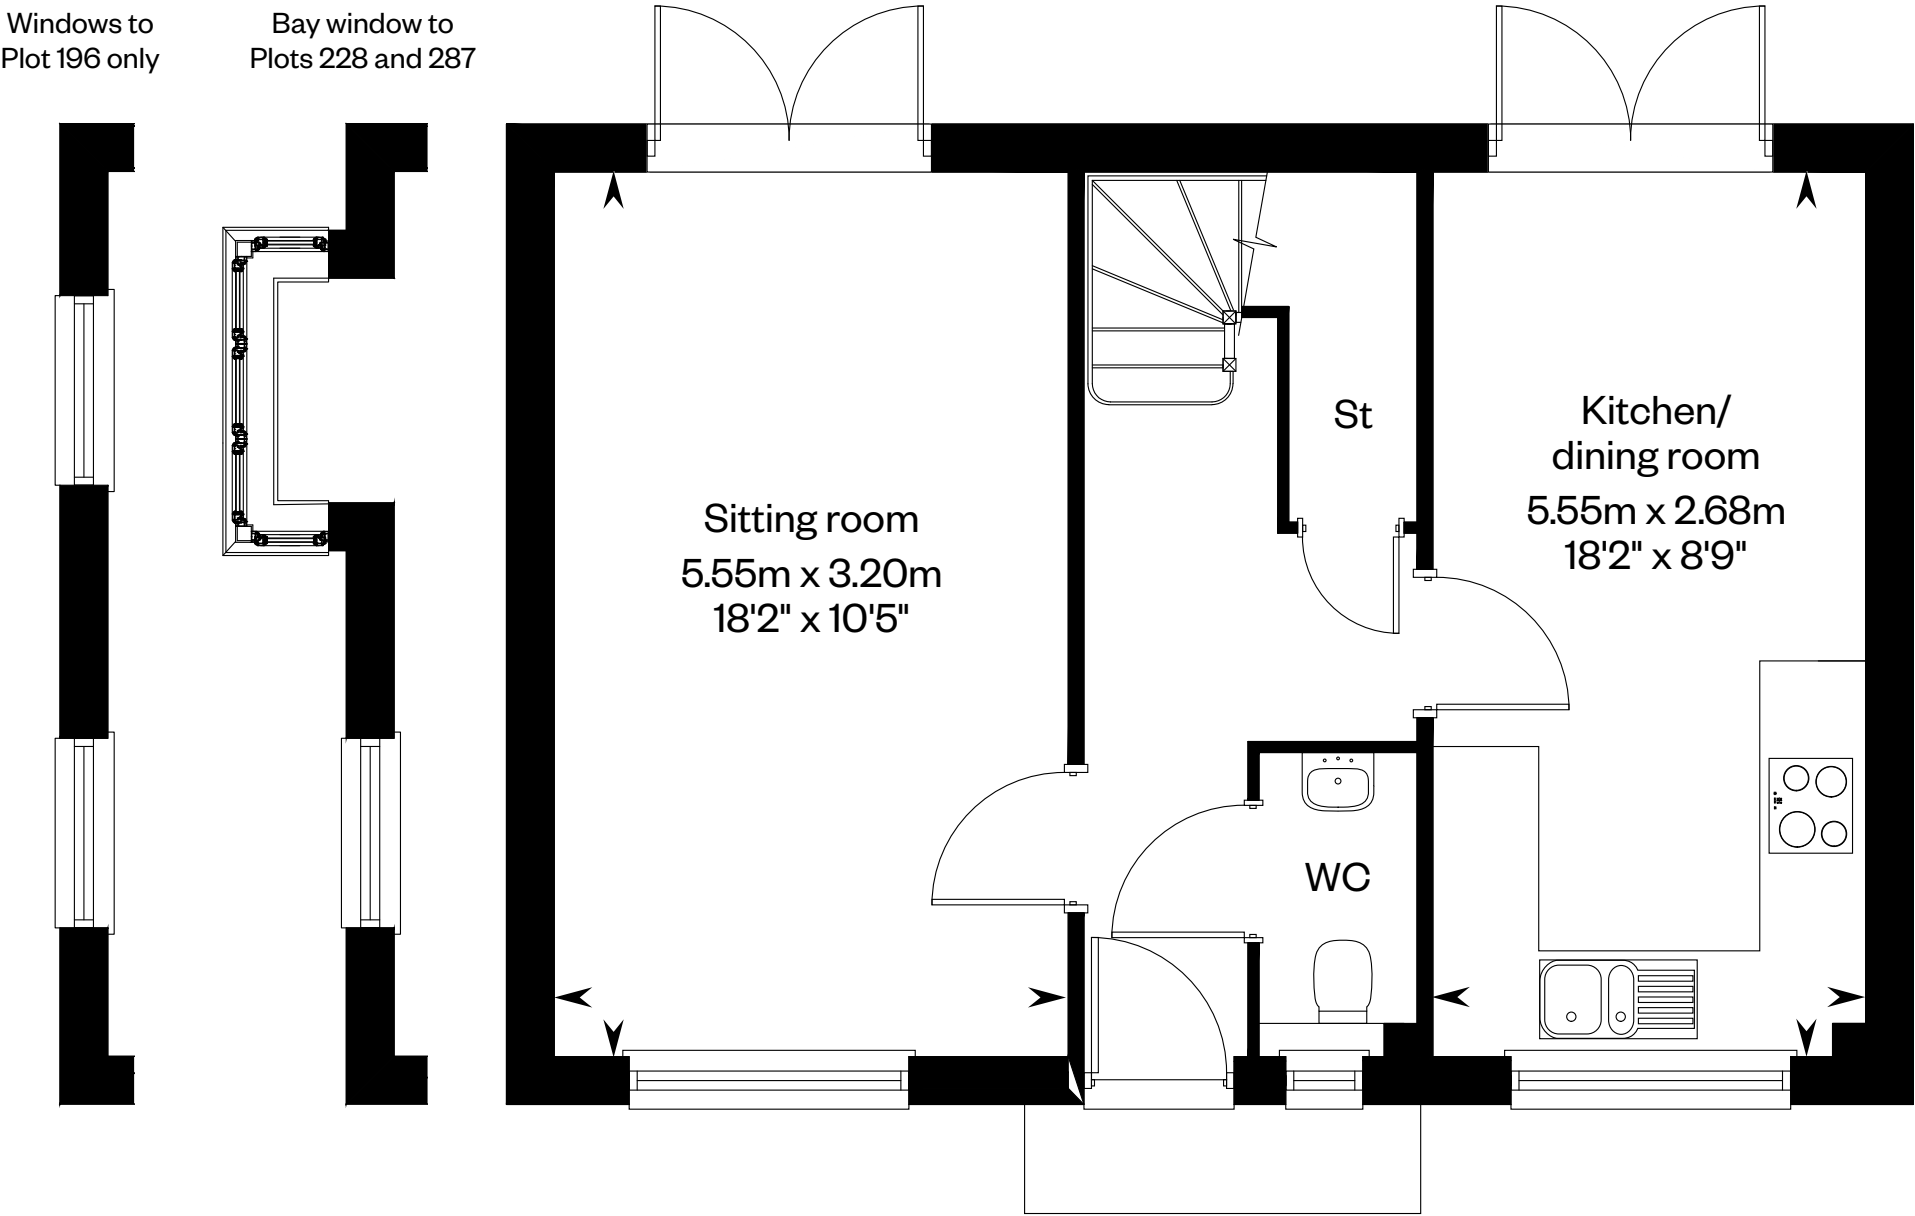 Windows to
Plot 196 only
Bay window to
Plots 228 and 287
Sitting room
5.55m x 3.20m
18'2" x 10'5"
St
Kitchen/
dining room
5.55m x 2.68m
18'2" x 8'9"
WC